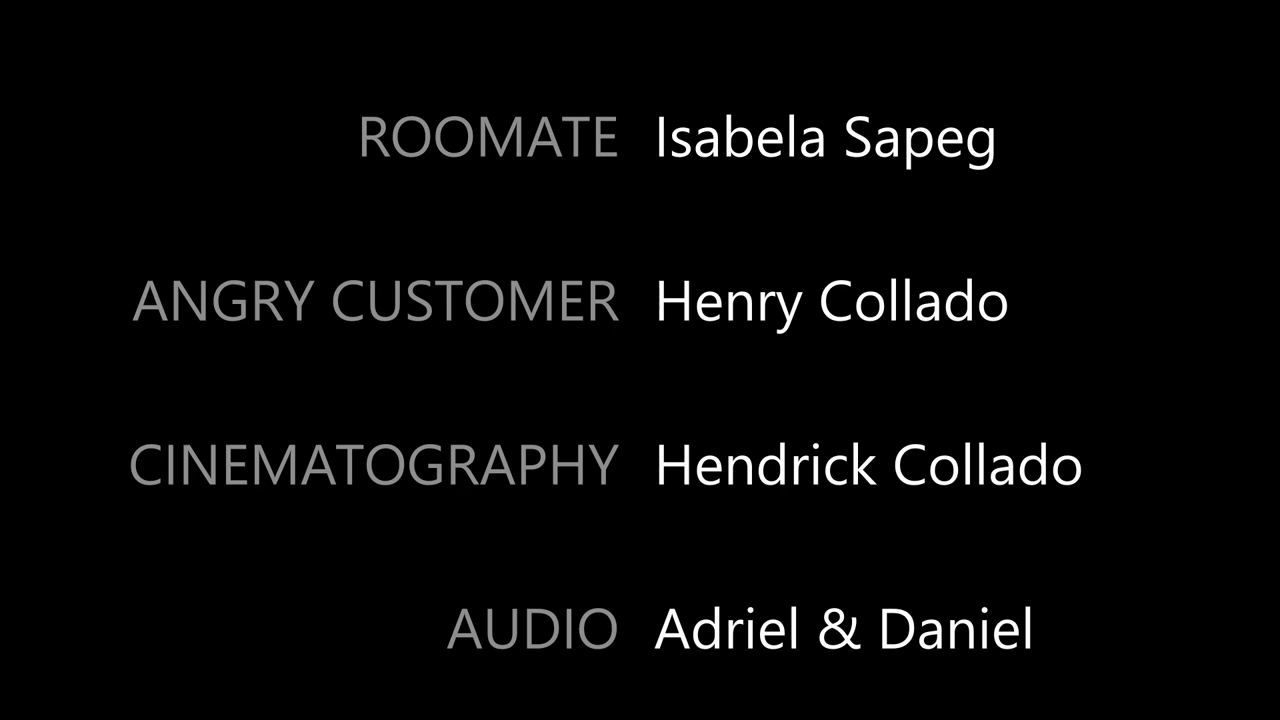 ROOMATE Isabela Sapeg
ANGRY CUSTOMER Henry Collado
CINEMATOGRAPHY Hendrick Collado
AUDIO Adriel & Daniel